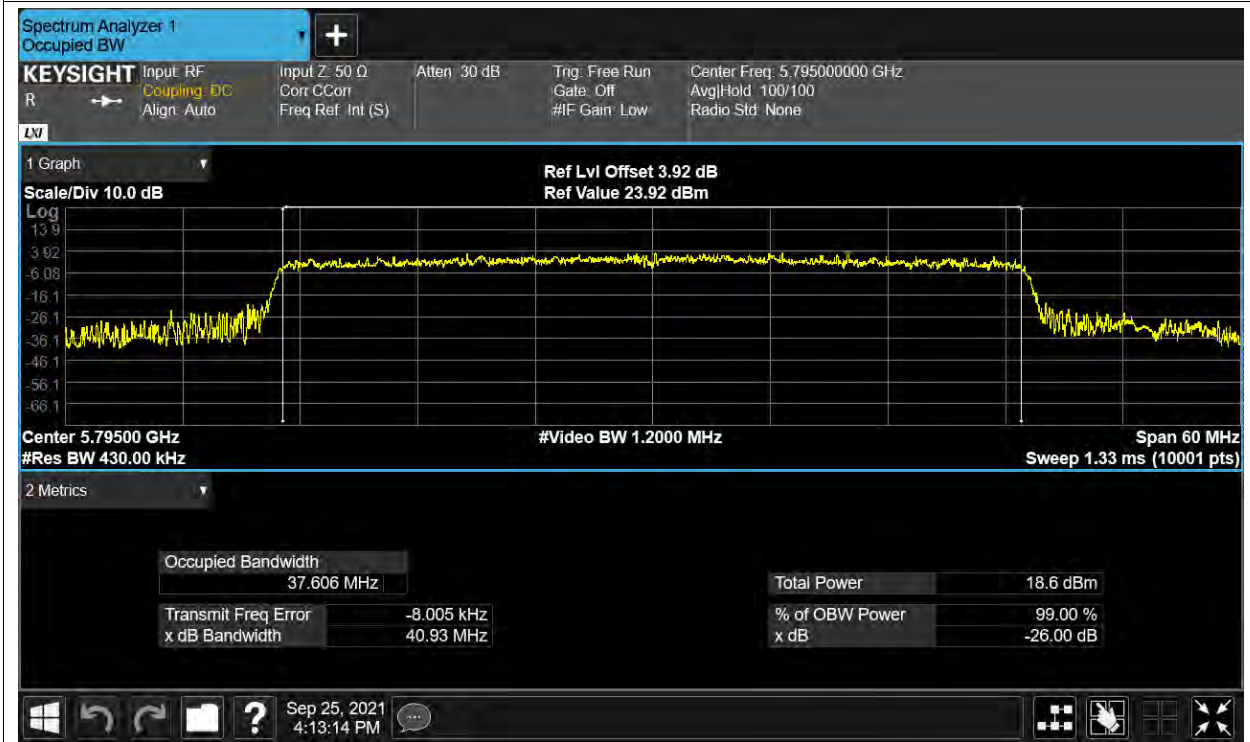 Spectrum Analyzer 1
Occupied BW
KEYSIGHT
R
LXI
Input: RF
Coupling: DC
Align: Auto
Input Z: 50 Ω
Corr CCorr
Freq Ref: Int (S)
Atten: 30 dB
Trig: Free Run
Gate: Off
#IF Gain: Low
Center Freq: 5.795000000 GHz
Avg|Hold: 100/100
Radio Std: None
1 Graph
Scale/Div 10.0 dB
Ref Lvl Offset 3.92 dB
Ref Value 23.92 dBm
Log
13.9
3.92
-6.08
-16.1
-26.1
-36.1
-46.1
-56.1
-66.1
Center 5.79500 GHz
#Video BW 1.2000 MHz
Span 60 MHz
#Res BW 430.00 kHz
Sweep 1.33 ms (10001 pts)
2 Metrics
Occupied Bandwidth
37.606 MHz
Total Power 18.6 dBm
Transmit Freq Error -8.005 kHz
% of OBW Power 99.00 %
x dB Bandwidth 40.93 MHz
x dB -26.00 dB
?
Sep 25, 2021
4:13:14 PM